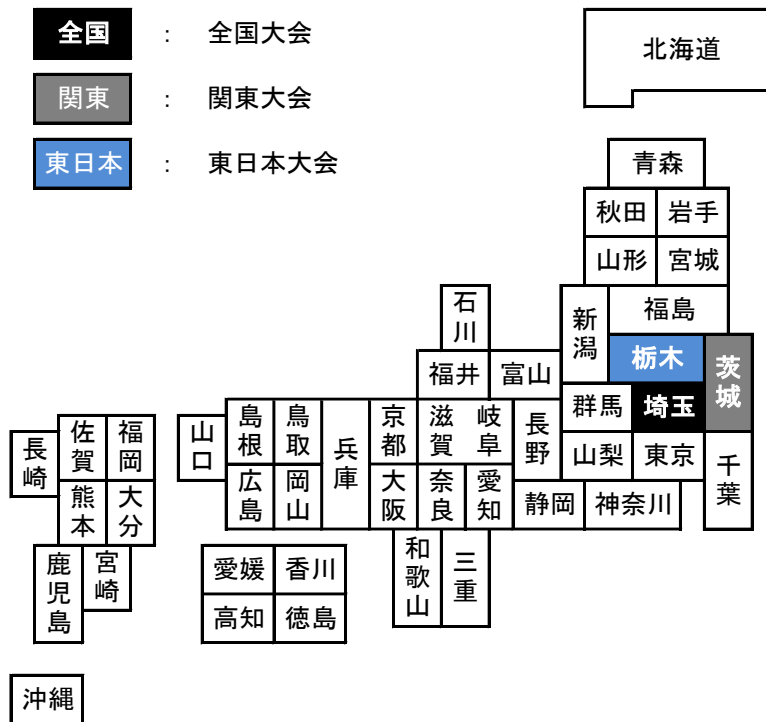 全国 : 全国大会
関東 : 関東大会
東日本 : 東日本大会
北海道
青森
秋田 岩手
山形 宮城
石川
新潟
福島
福井 富山
栃木
茨城
群馬 埼玉
山口
島根
鳥取
兵庫
京都
滋賀
岐阜
長野
山梨 東京
千葉
広島
岡山
大阪
奈良
愛知
静岡 神奈川
長崎
佐賀
福岡
熊本
大分
鹿児島
宮崎
愛媛 香川
高知 徳島
和歌山
三重
沖縄